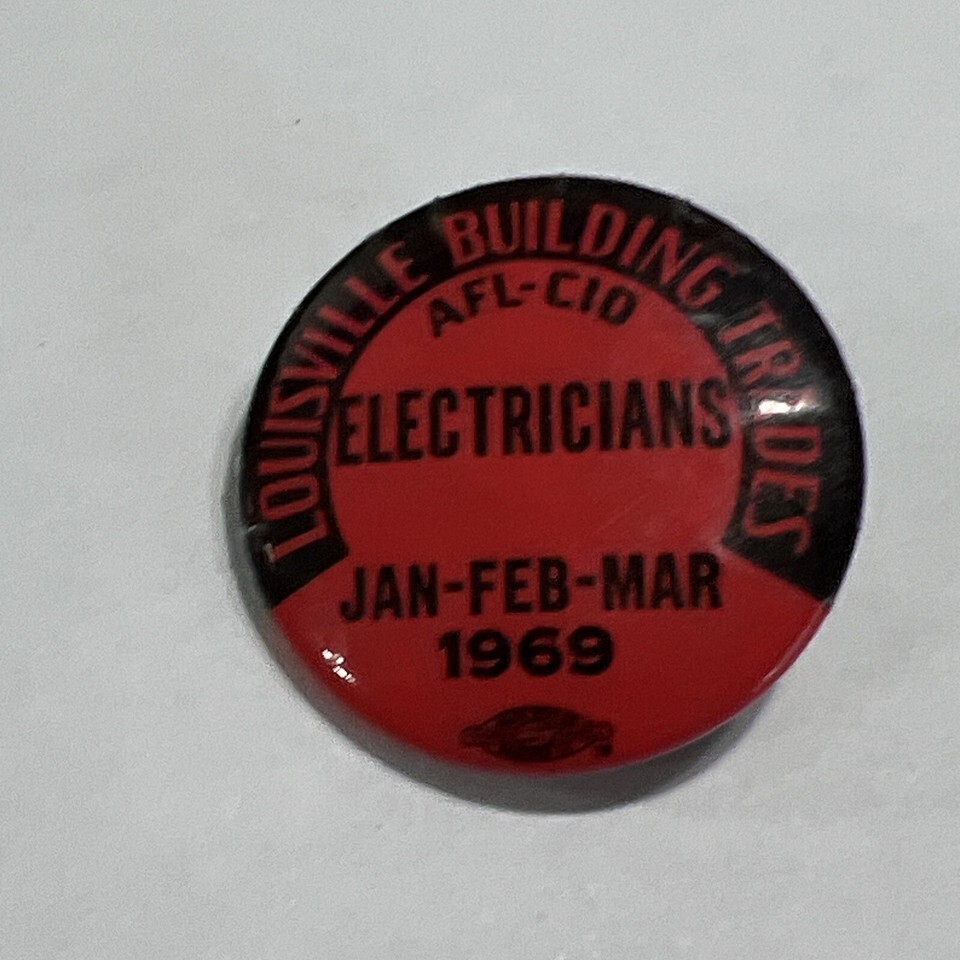 LOUISVILLE BUILDING TRADES
AFL-CIO
ELECTRICIANS
JAN-FEB-MAR
1969